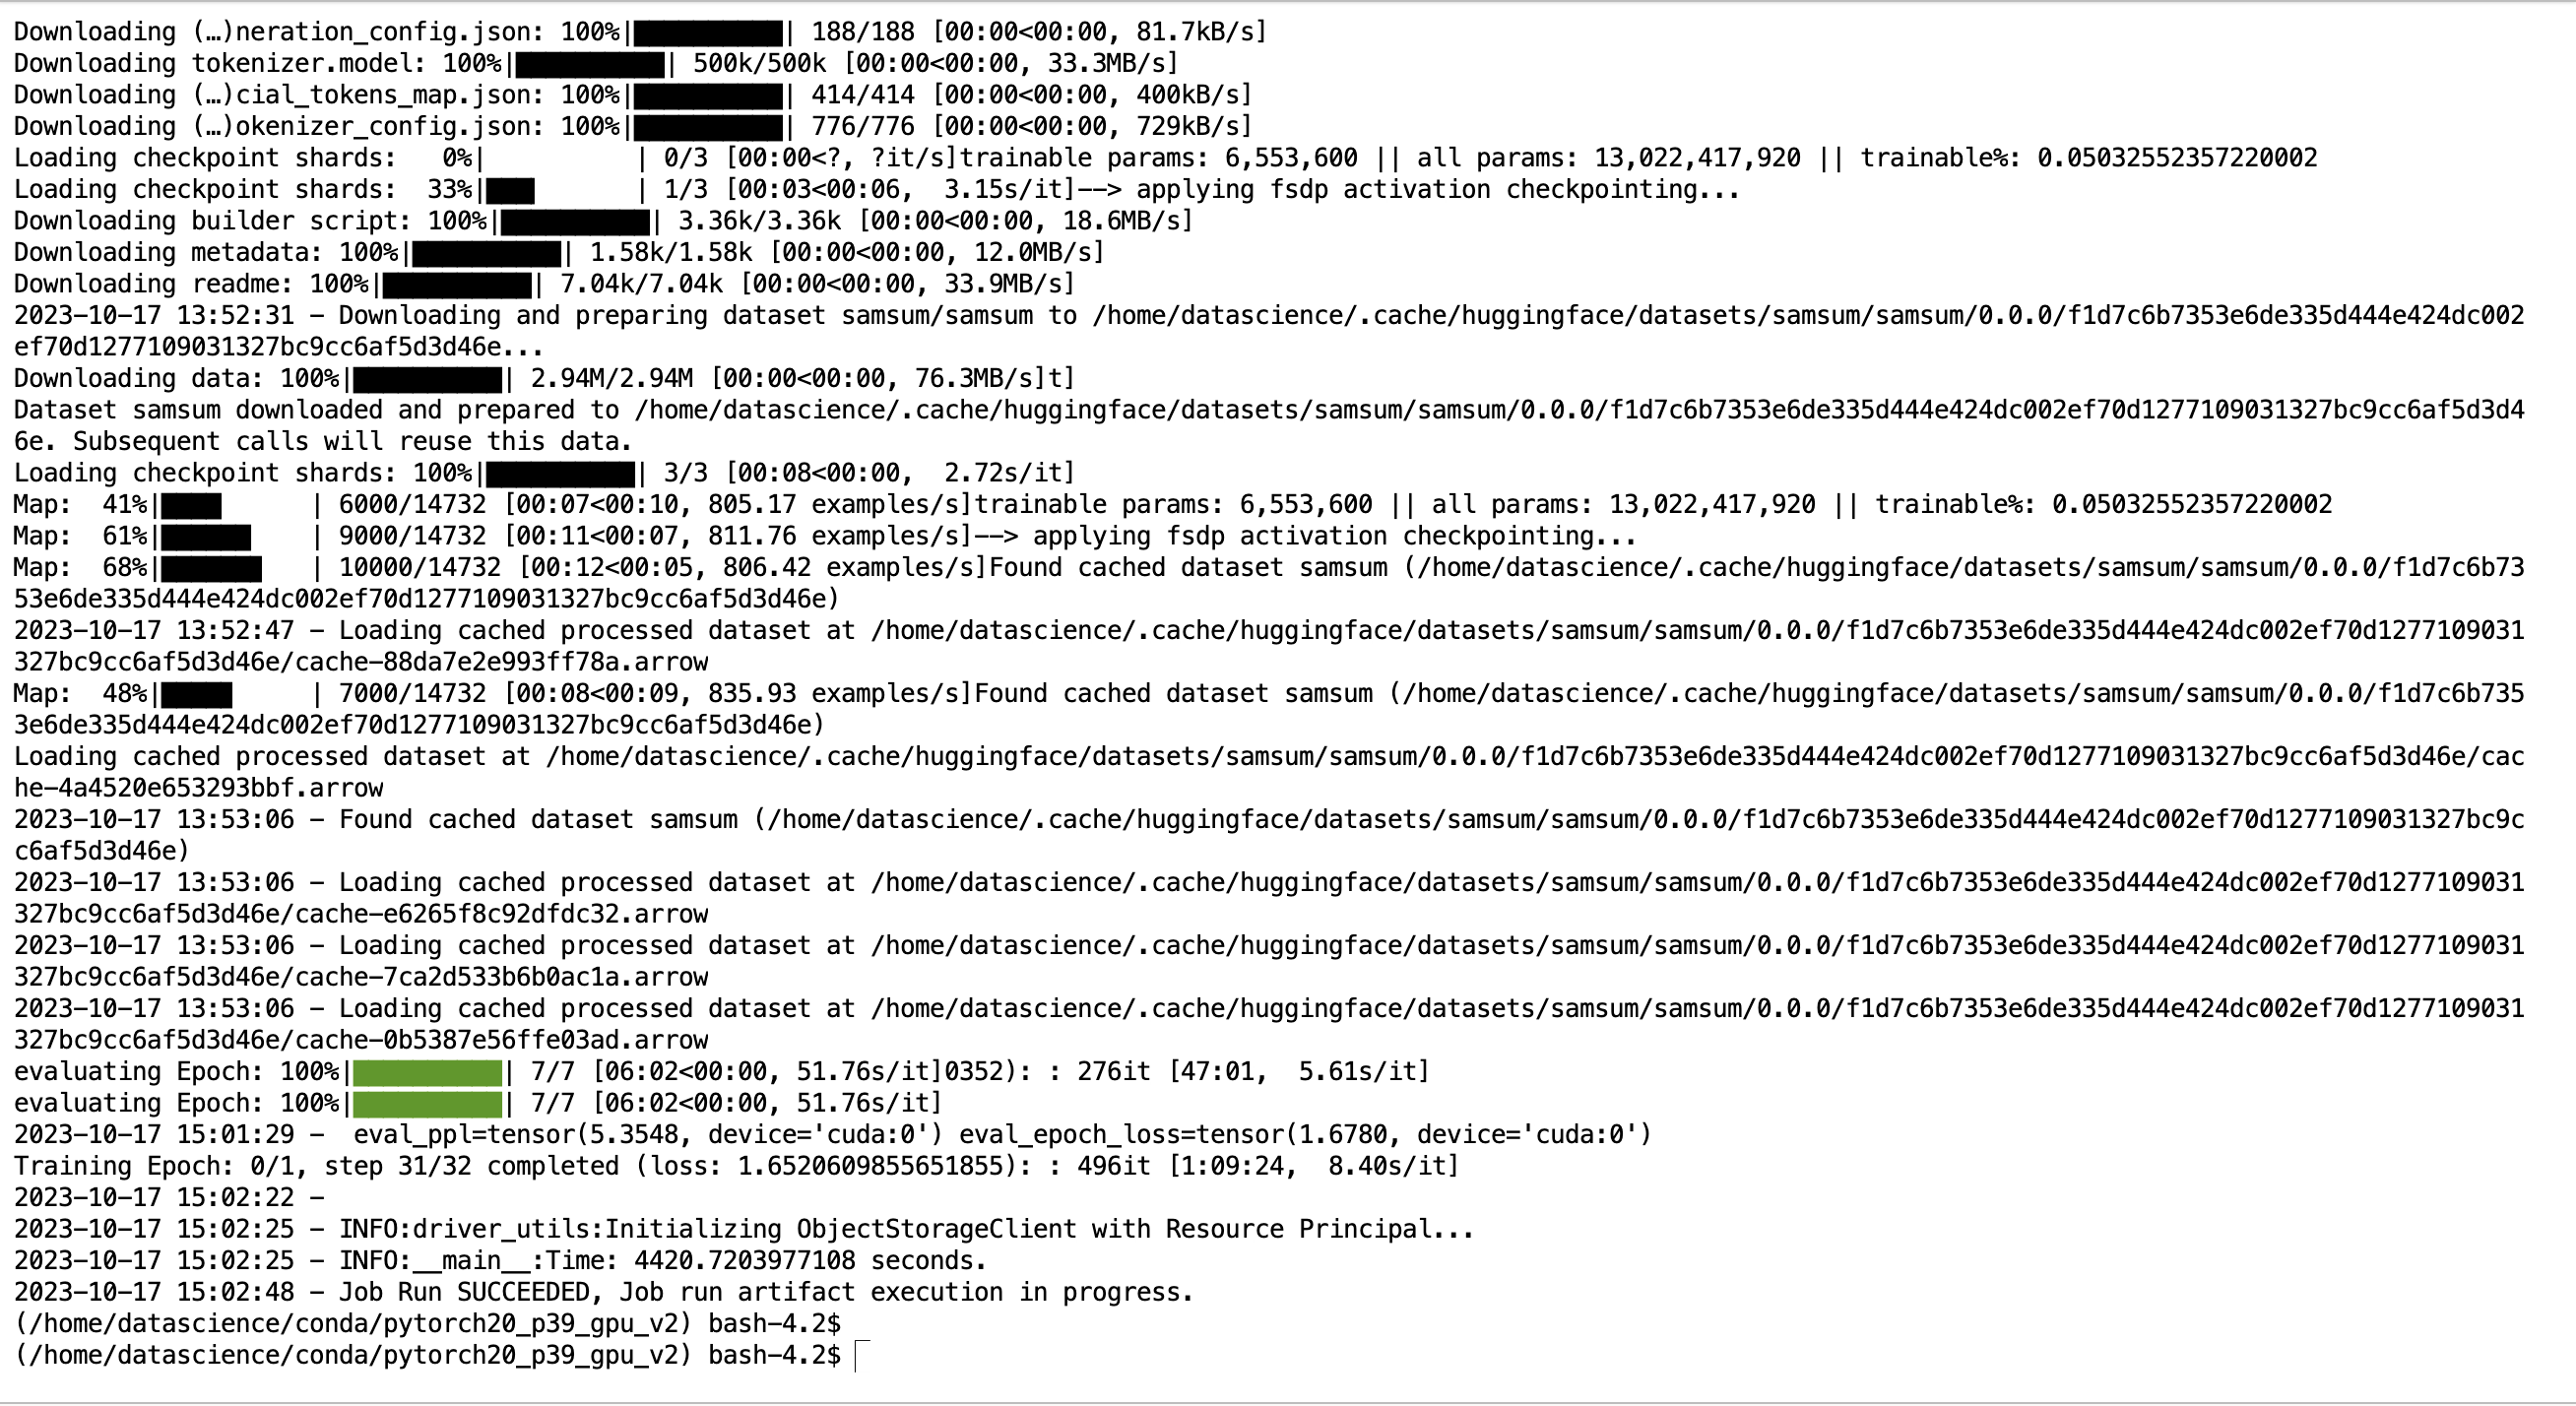 Downloading (…)neration_config.json: 100%|██████████| 188/188 [00:00<00:00, 81.7kB/s]
Downloading tokenizer.model: 100%|██████████| 500k/500k [00:00<00:00, 33.3MB/s]
Downloading (…)cial_tokens_map.json: 100%|██████████| 414/414 [00:00<00:00, 400kB/s]
Downloading (…)okenizer_config.json: 100%|██████████| 776/776 [00:00<00:00, 729kB/s]
Loading checkpoint shards:   0%|          | 0/3 [00:00<?, ?it/s]trainable params: 6,553,600 || all params: 13,022,417,920 || trainable%: 0.05032552357220002
Loading checkpoint shards:  33%|███▎      | 1/3 [00:03<00:06,  3.15s/it]--> applying fsdp activation checkpointing...
Downloading builder script: 100%|██████████| 3.36k/3.36k [00:00<00:00, 18.6MB/s]
Downloading metadata: 100%|██████████| 1.58k/1.58k [00:00<00:00, 12.0MB/s]
Downloading readme: 100%|██████████| 7.04k/7.04k [00:00<00:00, 33.9MB/s]
2023-10-17 13:52:31 - Downloading and preparing dataset samsum/samsum to /home/datascience/.cache/huggingface/datasets/samsum/samsum/0.0.0/f1d7c6b7353e6de335d444e424dc002
ef70d1277109031327bc9cc6af5d3d46e...
Downloading data: 100%|██████████| 2.94M/2.94M [00:00<00:00, 76.3MB/s]t]
Dataset samsum downloaded and prepared to /home/datascience/.cache/huggingface/datasets/samsum/samsum/0.0.0/f1d7c6b7353e6de335d444e424dc002ef70d1277109031327bc9cc6af5d3d4
6e. Subsequent calls will reuse this data.
Loading checkpoint shards: 100%|██████████| 3/3 [00:08<00:00,  2.72s/it]
Map:  41%|████      | 6000/14732 [00:07<00:10, 805.17 examples/s]trainable params: 6,553,600 || all params: 13,022,417,920 || trainable%: 0.05032552357220002
Map:  61%|██████    | 9000/14732 [00:11<00:07, 811.76 examples/s]--> applying fsdp activation checkpointing...
Map:  68%|██████▊   | 10000/14732 [00:12<00:05, 806.42 examples/s]Found cached dataset samsum (/home/datascience/.cache/huggingface/datasets/samsum/samsum/0.0.0/f1d7c6b73
53e6de335d444e424dc002ef70d1277109031327bc9cc6af5d3d46e)
2023-10-17 13:52:47 - Loading cached processed dataset at /home/datascience/.cache/huggingface/datasets/samsum/samsum/0.0.0/f1d7c6b7353e6de335d444e424dc002ef70d1277109031
327bc9cc6af5d3d46e/cache-88da7e2e993ff78a.arrow
Map:  48%|████▊     | 7000/14732 [00:08<00:09, 835.93 examples/s]Found cached dataset samsum (/home/datascience/.cache/huggingface/datasets/samsum/samsum/0.0.0/f1d7c6b735
3e6de335d444e424dc002ef70d1277109031327bc9cc6af5d3d46e)
Loading cached processed dataset at /home/datascience/.cache/huggingface/datasets/samsum/samsum/0.0.0/f1d7c6b7353e6de335d444e424dc002ef70d1277109031327bc9cc6af5d3d46e/cac
he-4a4520e653293bbf.arrow
2023-10-17 13:53:06 - Found cached dataset samsum (/home/datascience/.cache/huggingface/datasets/samsum/samsum/0.0.0/f1d7c6b7353e6de335d444e424dc002ef70d1277109031327bc9c
c6af5d3d46e)
2023-10-17 13:53:06 - Loading cached processed dataset at /home/datascience/.cache/huggingface/datasets/samsum/samsum/0.0.0/f1d7c6b7353e6de335d444e424dc002ef70d1277109031
327bc9cc6af5d3d46e/cache-e6265f8c92dfdc32.arrow
2023-10-17 13:53:06 - Loading cached processed dataset at /home/datascience/.cache/huggingface/datasets/samsum/samsum/0.0.0/f1d7c6b7353e6de335d444e424dc002ef70d1277109031
327bc9cc6af5d3d46e/cache-7ca2d533b6b0ac1a.arrow
2023-10-17 13:53:06 - Loading cached processed dataset at /home/datascience/.cache/huggingface/datasets/samsum/samsum/0.0.0/f1d7c6b7353e6de335d444e424dc002ef70d1277109031
327bc9cc6af5d3d46e/cache-0b5387e56ffe03ad.arrow
evaluating Epoch: 100%|██████████| 7/7 [06:02<00:00, 51.76s/it]0352): : 276it [47:01,  5.61s/it]
evaluating Epoch: 100%|██████████| 7/7 [06:02<00:00, 51.76s/it]
2023-10-17 15:01:29 -  eval_ppl=tensor(5.3548, device='cuda:0') eval_epoch_loss=tensor(1.6780, device='cuda:0')
Training Epoch: 0/1, step 31/32 completed (loss: 1.6520609855651855): : 496it [1:09:24,  8.40s/it]
2023-10-17 15:02:22 -
2023-10-17 15:02:25 - INFO:driver_utils:Initializing ObjectStorageClient with Resource Principal...
2023-10-17 15:02:25 - INFO:__main__:Time: 4420.7203977108 seconds.
2023-10-17 15:02:48 - Job Run SUCCEEDED, Job run artifact execution in progress.
(/home/datascience/conda/pytorch20_p39_gpu_v2) bash-4.2$
(/home/datascience/conda/pytorch20_p39_gpu_v2) bash-4.2$